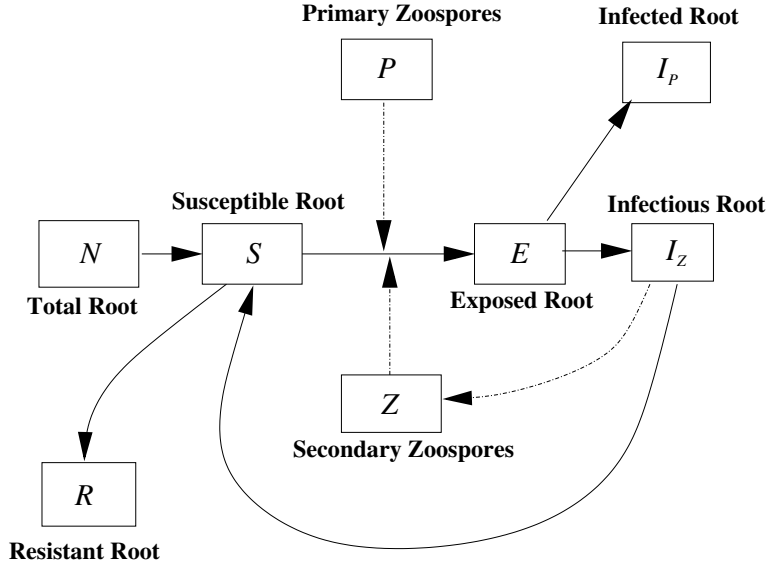 Primary Zoospores
P
Infected Root
I_P
Susceptible Root
Infectious Root
N
S
E
I_Z
Total Root
Exposed Root
Z
Secondary Zoospores
R
Resistant Root